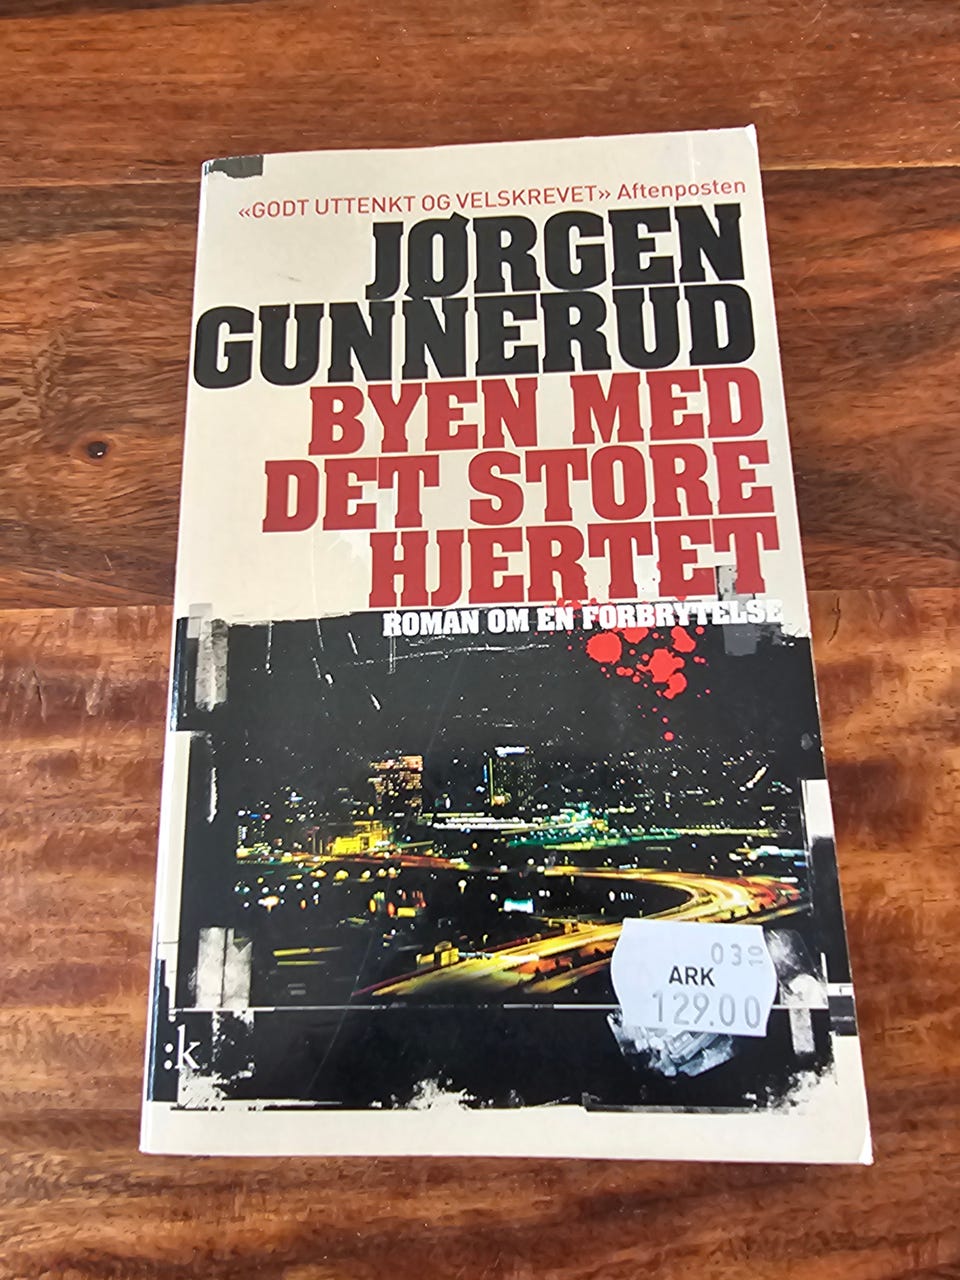 «GODT UTTENKT OG VELSKREVET» Aftenposten
JØRGEN
GUNNERUD
BYEN MED
DET STORE
HJERTET
ROMAN OM EN FORBRYTELSE
03 10
ARK
129.00
:k